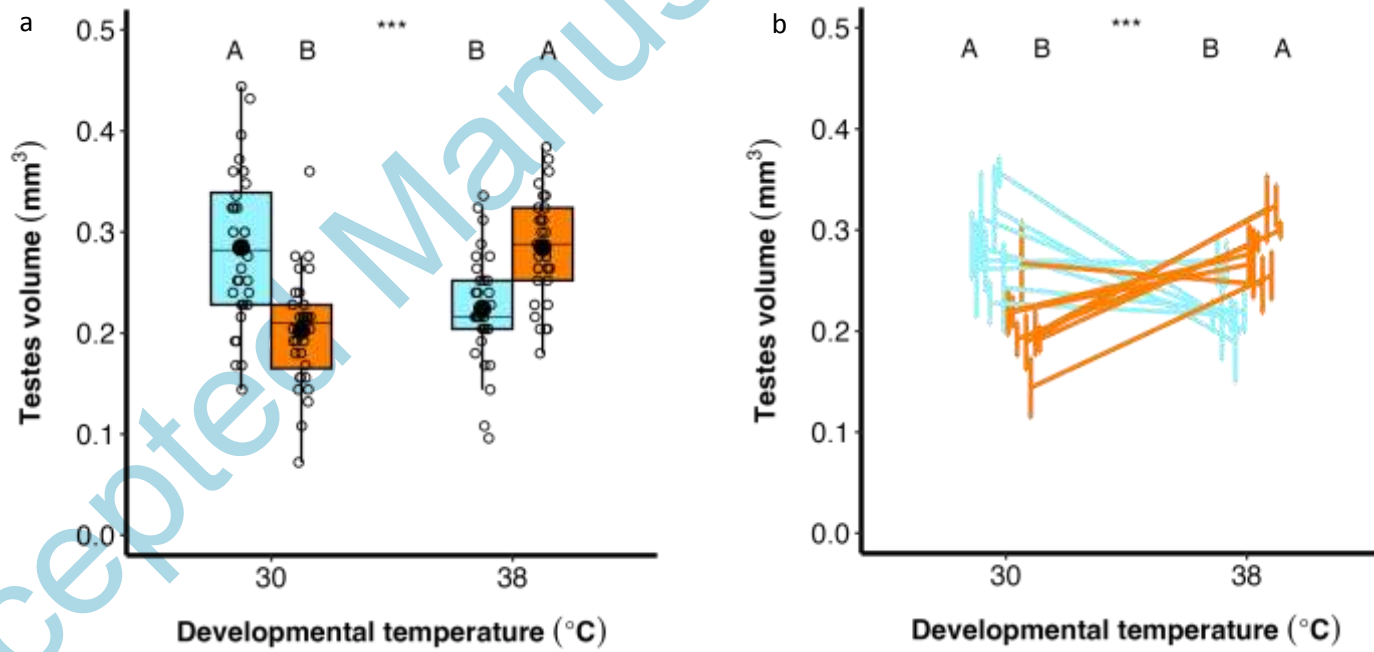 a
0.5
0.4
0.3
0.2
0.1
0.0
Testes volume (mm³)
A
B
***
B
A
30
38
Developmental temperature (°C)
b
0.5
0.4
0.3
0.2
0.1
0.0
Testes volume (mm³)
A
B
***
B
A
30
38
Developmental temperature (°C)
cepted Manus